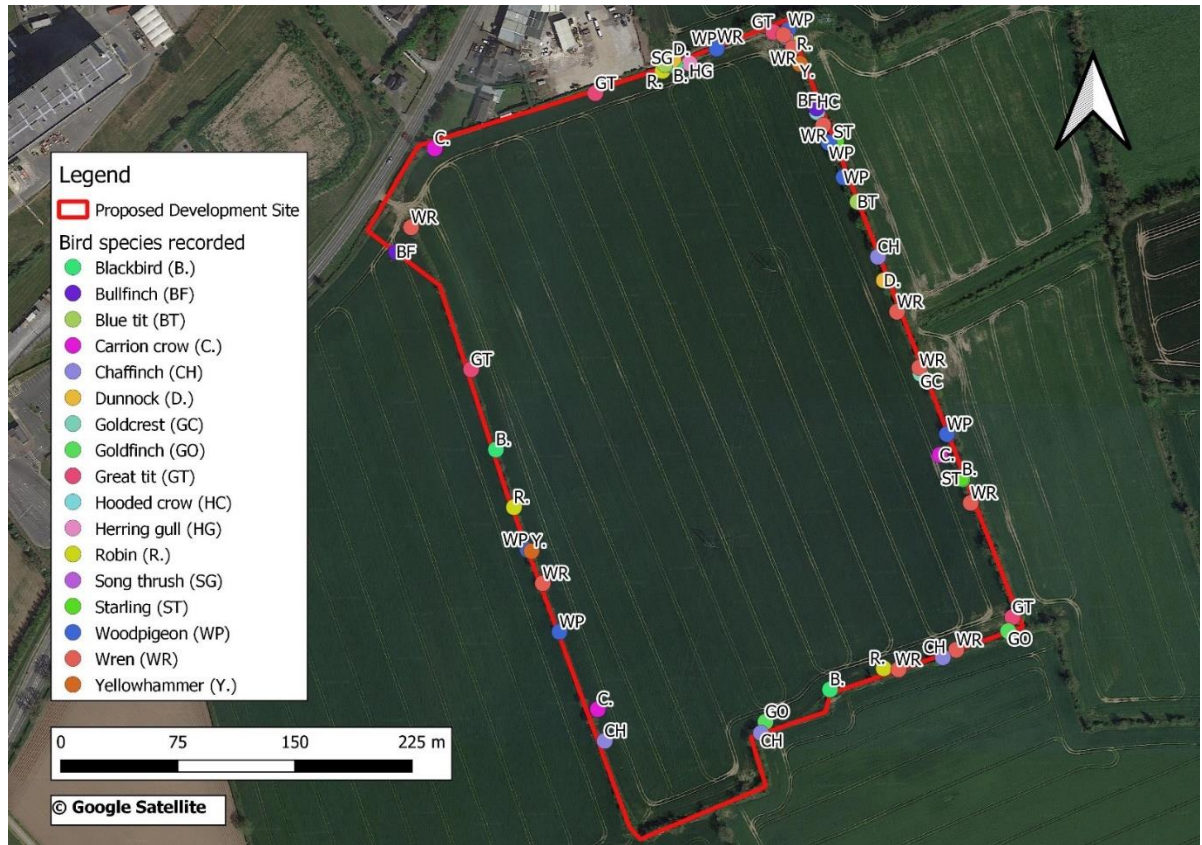 GT
WP
WP
WR
R.
D.
SG
B.
HG
WR
Y.
R.
GT
BF
HC
C.
WR
ST
WP
WP
BT
WR
BF
CH
D.
WR
GT
WR
GC
WP
B.
C.
B.
ST
WR
R.
WP
Y.
WR
WP
GT
GO
WR
CH
R.
WR
B.
C.
GO
CH
CH
Legend
Proposed Development Site
Bird species recorded
Blackbird (B.)
Bullfinch (BF)
Blue tit (BT)
Carrion crow (C.)
Chaffinch (CH)
Dunnock (D.)
Goldcrest (GC)
Goldfinch (GO)
Great tit (GT)
Hooded crow (HC)
Herring gull (HG)
Robin (R.)
Song thrush (SG)
Starling (ST)
Woodpigeon (WP)
Wren (WR)
Yellowhammer (Y.)
0 75 150 225 m
© Google Satellite